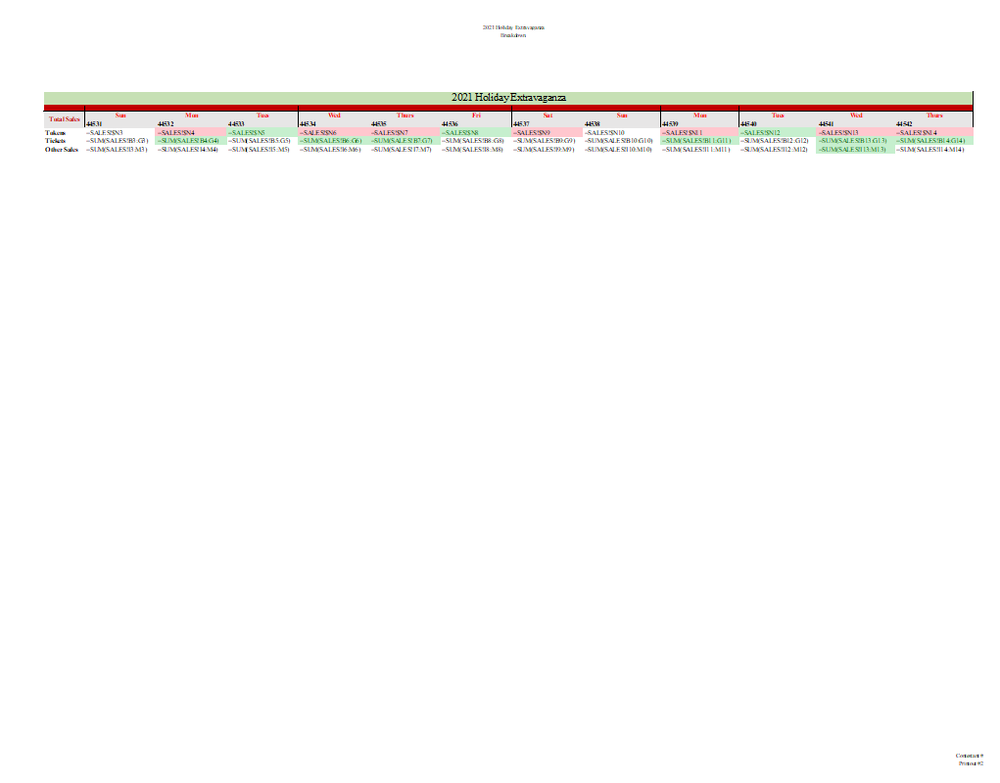 2021 Holiday Extravaganza
Breakdown
2021 Holiday Extravaganza
Total Sales Sun Mon Tues Wed Thurs Fri Sat Sun Mon Tues Wed Thurs
44531 44532 44533 44534 44535 44536 44537 44538 44539 44540 44541 44542
Tokens =SALES!$N3 =SALES!$N4 =SALES!$N5 =SALES!$N6 =SALES!$N7 =SALES!$N8 =SALES!$N9 =SALES!$N10 =SALES!$N11 =SALES!$N12 =SALES!$N13 =SALES!$N14
Tickets =SUM(SALES!B3:G3) =SUM(SALES!B4:G4) =SUM(SALES!B5:G5) =SUM(SALES!B6:G6) =SUM(SALES!B7:G7) =SUM(SALES!B8:G8) =SUM(SALES!B9:G9) =SUM(SALES!B10:G10) =SUM(SALES!B11:G11) =SUM(SALES!B12:G12) =SUM(SALES!B13:G13) =SUM(SALES!B14:G14)
Other Sales =SUM(SALES!I3:M3) =SUM(SALES!I4:M4) =SUM(SALES!I5:M5) =SUM(SALES!I6:M6) =SUM(SALES!I7:M7) =SUM(SALES!I8:M8) =SUM(SALES!I9:M9) =SUM(SALES!I10:M10) =SUM(SALES!I11:M11) =SUM(SALES!I12:M12) =SUM(SALES!I13:M13) =SUM(SALES!I14:M14)
Contestant #
Printout #2